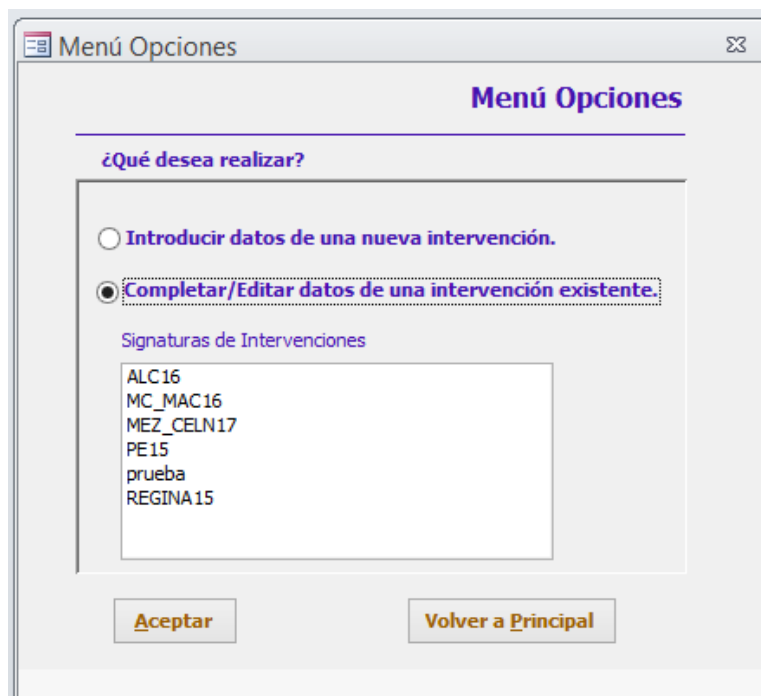 Menú Opciones
Menú Opciones
¿Qué desea realizar?
Introducir datos de una nueva intervención.
Completar/Editar datos de una intervención existente.
Signaturas de Intervenciones
ALC16
MC_MAC16
MEZ_CELN17
PE15
prueba
REGINA15
Aceptar
Volver a Principal